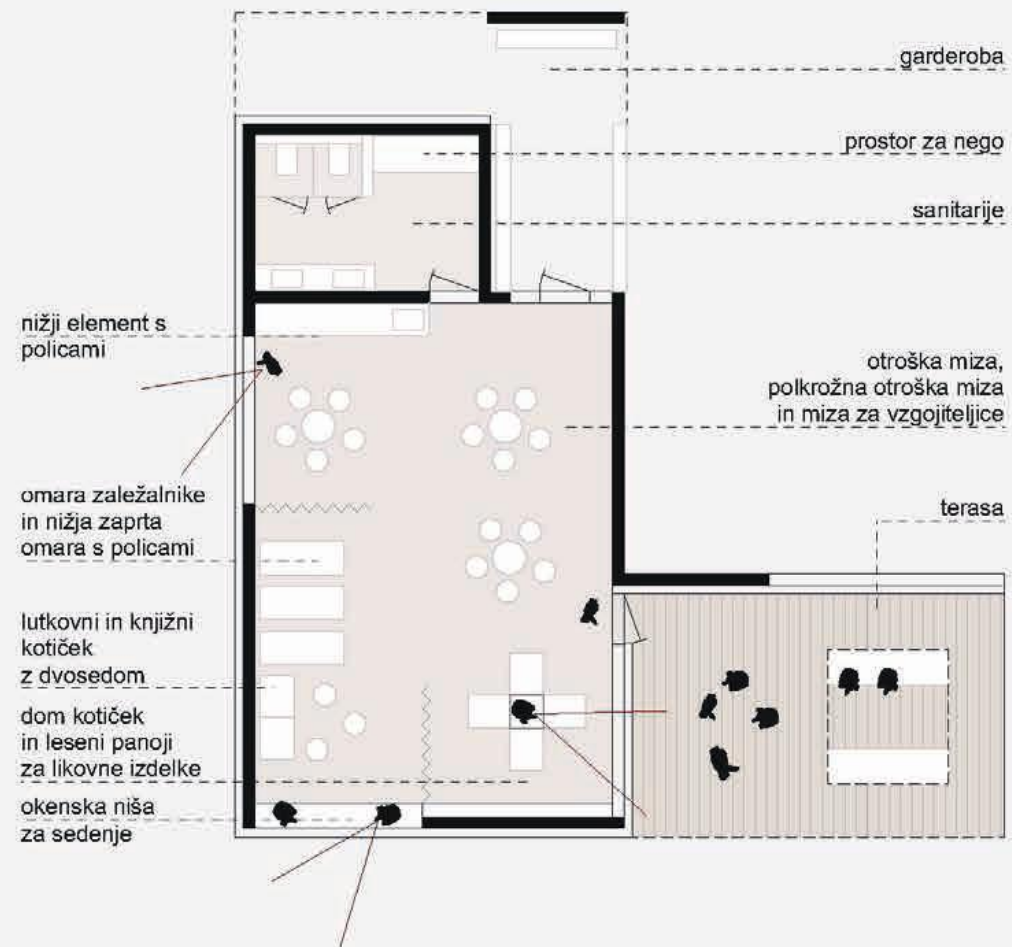 garderoba
prostor za nego
sanitarije
nižji element s
policami
otroška miza,
polkrožna otroška miza
in miza za vzgojiteljice
omara zaležalnike
in nižja zaprta
omara s policami
terasa
lutkovni in knjižni
kotiček
z dvosedom
dom kotiček
in leseni panoji
za likovne izdelke
okenska niša
za sedenje